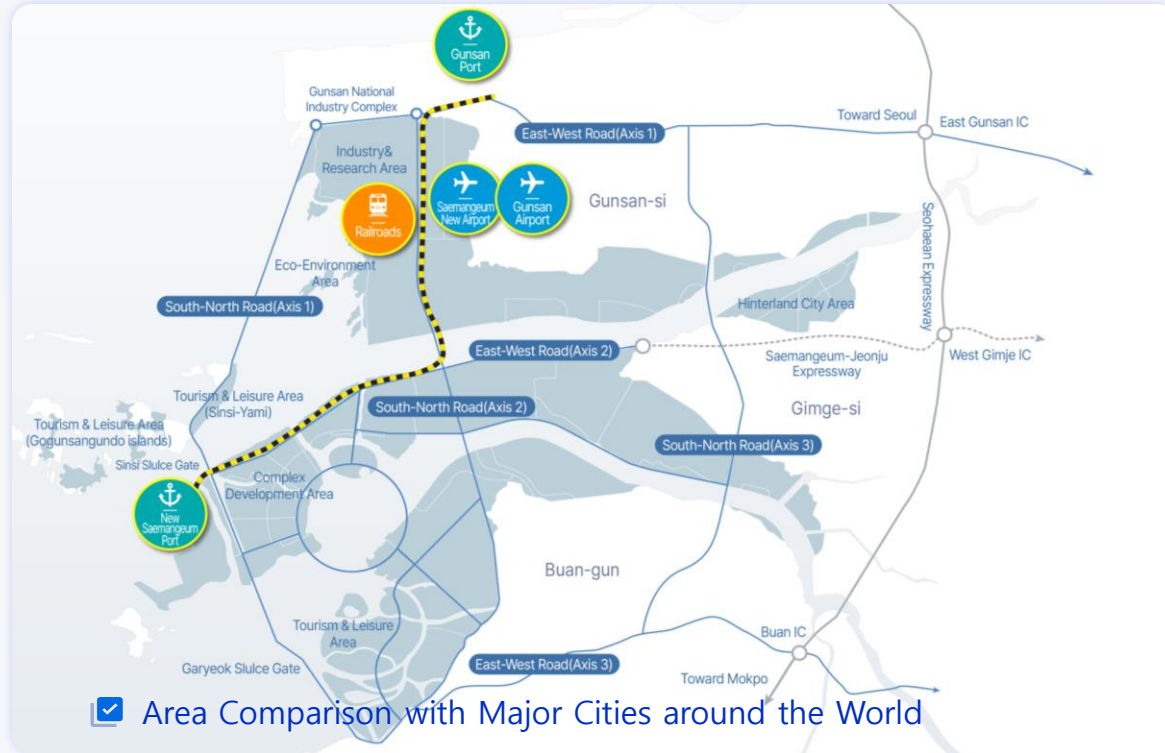 Gunsan
Port
Gunsan National
Industry Complex
East-West Road(Axis 1)
Toward Seoul
East Gunsan IC
Industry&
Research Area
Saemangeum
New Airport
Gunsan
Airport
Gunsan-si
Railroads
Seohaean Expressway
Eco-Environment
Area
South-North Road(Axis 1)
Hinterland City Area
East-West Road(Axis 2)
Saemangeum-Jeonju
Expressway
West Gimje IC
Tourism & Leisure Area
(Sinsi-Yami)
South-North Road(Axis 2)
Gimge-si
Tourism & Leisure Area
(Gogunsangundo islands)
South-North Road(Axis 3)
Sinsi Slulce Gate
Complex
Development Area
New
Saemangeum
Port
Buan-gun
Tourism & Leisure
Area
Buan IC
Garyeok Slulce Gate
East-West Road(Axis 3)
Toward Mokpo
Area Comparison with Major Cities around the World